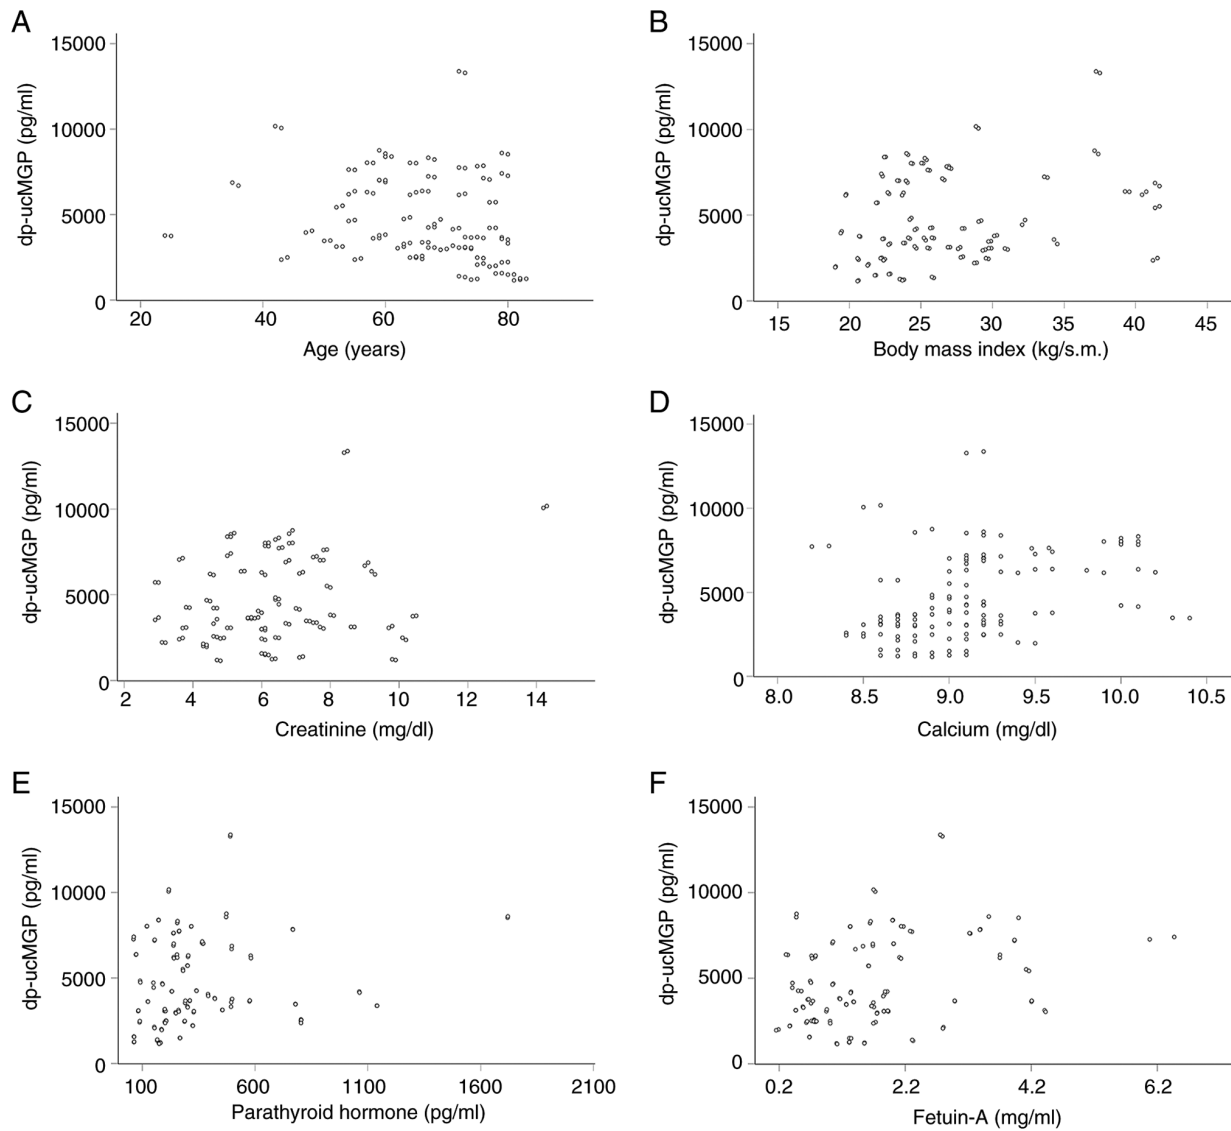 A
dp-ucMGP (pg/ml)
15000
10000
5000
0
20 40 60 80
Age (years)
B
dp-ucMGP (pg/ml)
15000
10000
5000
0
15 20 25 30 35 40 45
Body mass index (kg/s.m.)
C
dp-ucMGP (pg/ml)
15000
10000
5000
0
2 4 6 8 10 12 14
Creatinine (mg/dl)
D
dp-ucMGP (pg/ml)
15000
10000
5000
0
8.0 8.5 9.0 9.5 10.0 10.5
Calcium (mg/dl)
E
dp-ucMGP (pg/ml)
15000
10000
5000
0
100 600 1100 1600 2100
Parathyroid hormone (pg/ml)
F
dp-ucMGP (pg/ml)
15000
10000
5000
0
0.2 2.2 4.2 6.2
Fetuin-A (mg/ml)